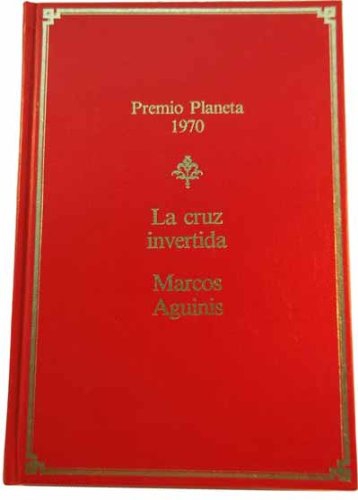 Premio Planeta
1970
La cruz
invertida
Marcos
Aguinis